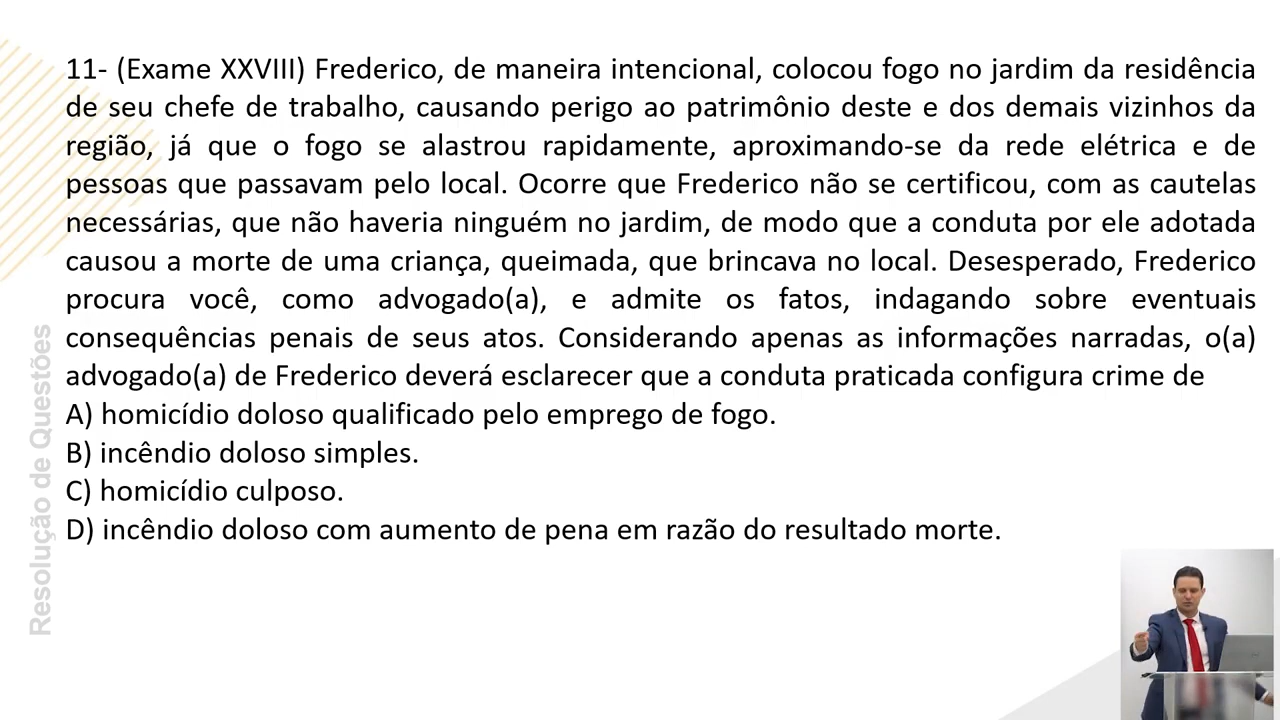 11- (Exame XXVIII) Frederico, de maneira intencional, colocou fogo no jardim da residência
de seu chefe de trabalho, causando perigo ao patrimônio deste e dos demais vizinhos da
região, já que o fogo se alastrou rapidamente, aproximando-se da rede elétrica e de
pessoas que passavam pelo local. Ocorre que Frederico não se certificou, com as cautelas
necessárias, que não haveria ninguém no jardim, de modo que a conduta por ele adotada
causou a morte de uma criança, queimada, que brincava no local. Desesperado, Frederico
procura você, como advogado(a), e admite os fatos, indagando sobre eventuais
consequências penais de seus atos. Considerando apenas as informações narradas, o(a)
advogado(a) de Frederico deverá esclarecer que a conduta praticada configura crime de
A) homicídio doloso qualificado pelo emprego de fogo.
B) incêndio doloso simples.
C) homicídio culposo.
D) incêndio doloso com aumento de pena em razão do resultado morte.
Resolução de Questões